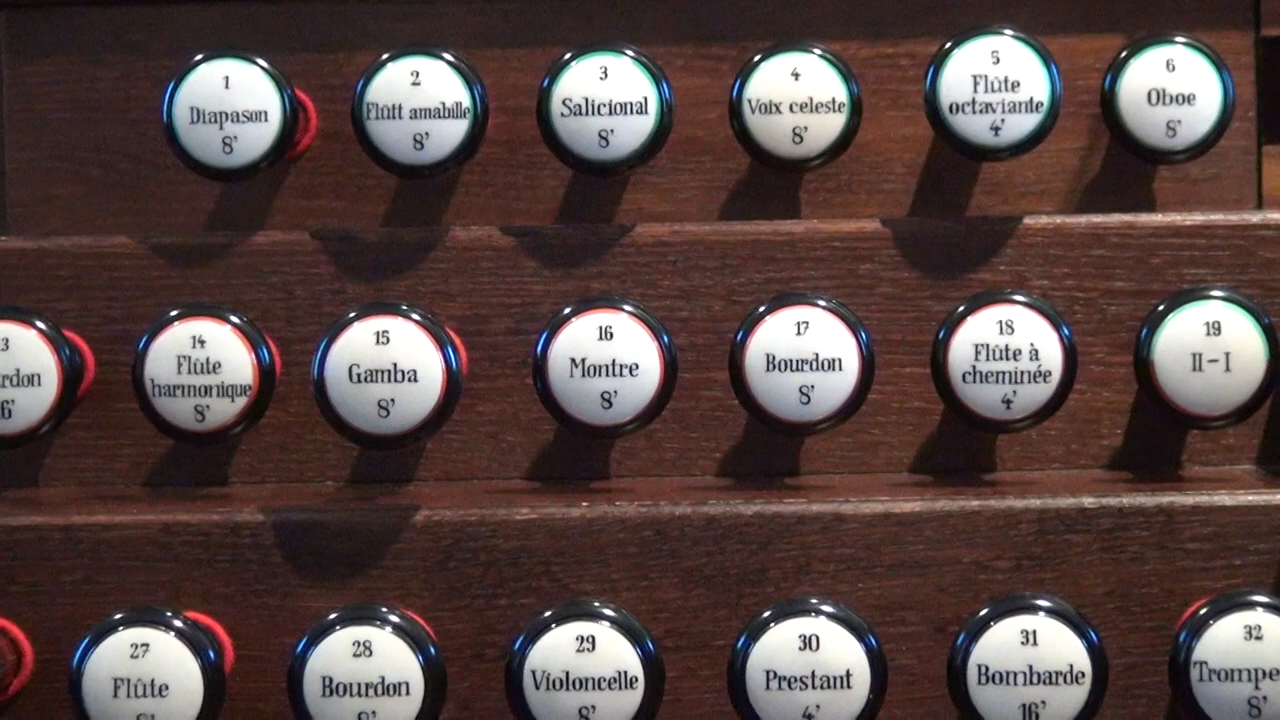 1
Diapason
8'
2
Flûtt amabille
8'
3
Salicional
8'
4
Voix celeste
8'
5
Flûte
octaviante
4'
6
Oboe
8'
14
Flûte
harmonique
8'
15
Gamba
8'
16
Montre
8'
17
Bourdon
8'
18
Flûte à
cheminée
4'
19
II-I
27
Flûte
28
Bourdon
8'
29
Violoncelle
8'
30
Prestant
4'
31
Bombarde
16'
32
8'